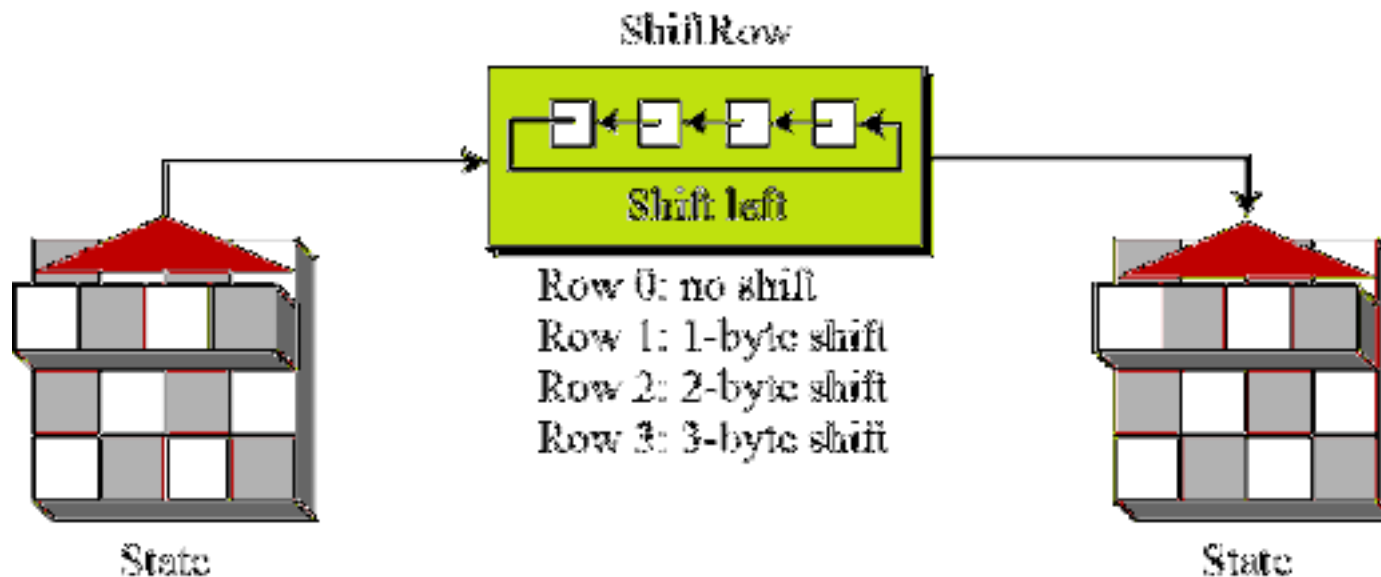 ShiftRow
Shift left
Row 0: no shift
Row 1: 1-byte shift
Row 2: 2-byte shift
Row 3: 3-byte shift
State
State